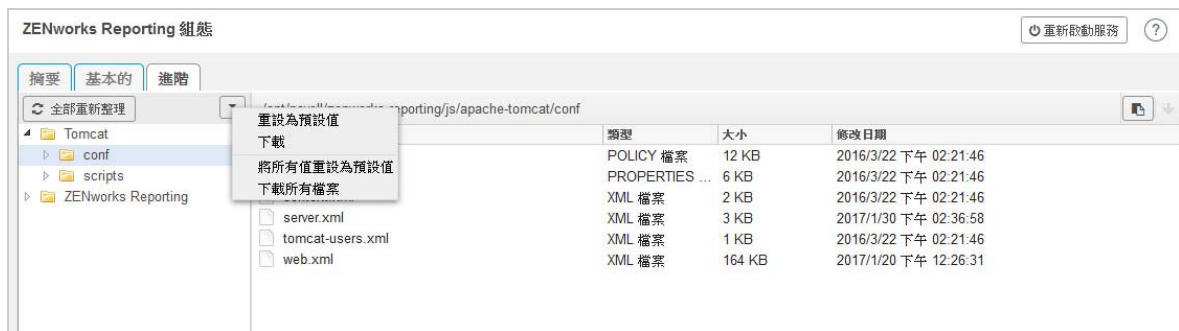 ZENworks Reporting 組態
重新啟動服務 ?
摘要 基本的 進階
全部重新整理
porting/js/apache-tomcat/conf
重設為預設值
下載
將所有值重設為預設值
下載所有檔案
類型 大小 修改日期
Tomcat POLICY 檔案 12 KB 2016/3/22 下午 02:21:46
conf PROPERTIES ... 6 KB 2016/3/22 下午 02:21:46
scripts XML 檔案 2 KB 2016/3/22 下午 02:21:46
ZENworks Reporting
server.xml XML 檔案 3 KB 2017/1/30 下午 02:36:58
tomcat-users.xml XML 檔案 1 KB 2016/3/22 下午 02:21:46
web.xml XML 檔案 164 KB 2017/1/20 下午 12:26:31